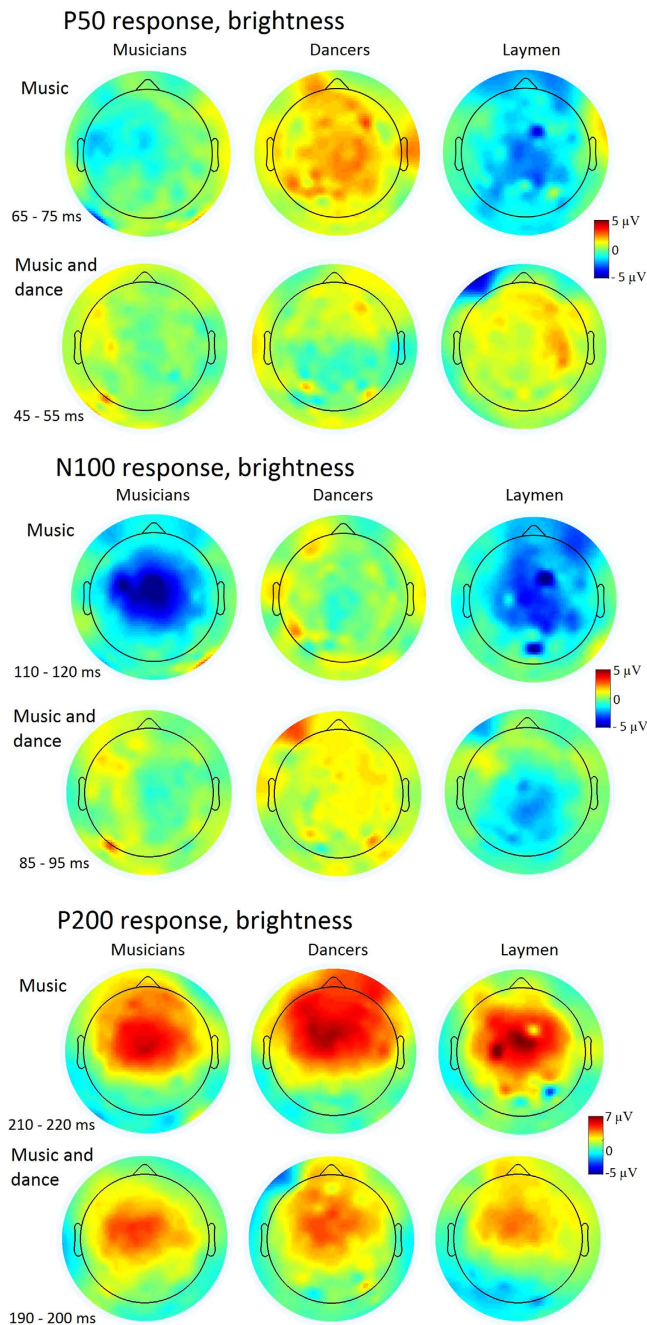 P50 response, brightness
Musicians Dancers Laymen
Music
65 - 75 ms
5 µV
0
- 5 µV
Music and
dance
45 - 55 ms
N100 response, brightness
Musicians Dancers Laymen
Music
110 - 120 ms
5 µV
0
- 5 µV
Music and
dance
85 - 95 ms
P200 response, brightness
Musicians Dancers Laymen
Music
210 - 220 ms
7 µV
0
-5 µV
Music and
dance
190 - 200 ms